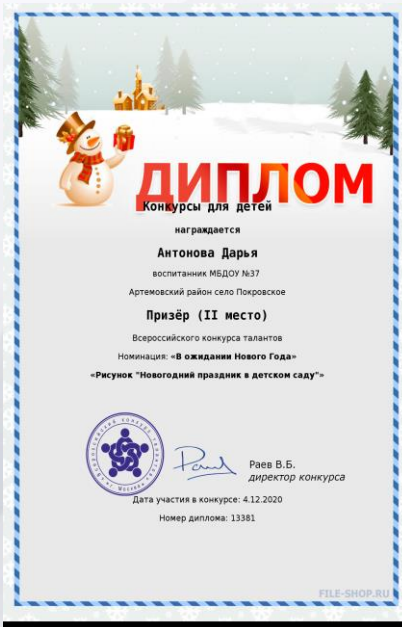 ДИПЛОМ
Конкурсы для детей
награждается
Антонова Дарья
воспитанник МБДОУ №37
Артемовский район село Покровское
Призёр (II место)
Всероссийского конкурса талантов
Номинация: «В ожидании Нового Года»
«Рисунок "Новогодний праздник в детском саду"»
Раев В.Б.
директор конкурса
Дата участия в конкурсе: 4.12.2020
Номер диплома: 13381
FILE-SHOP.RU